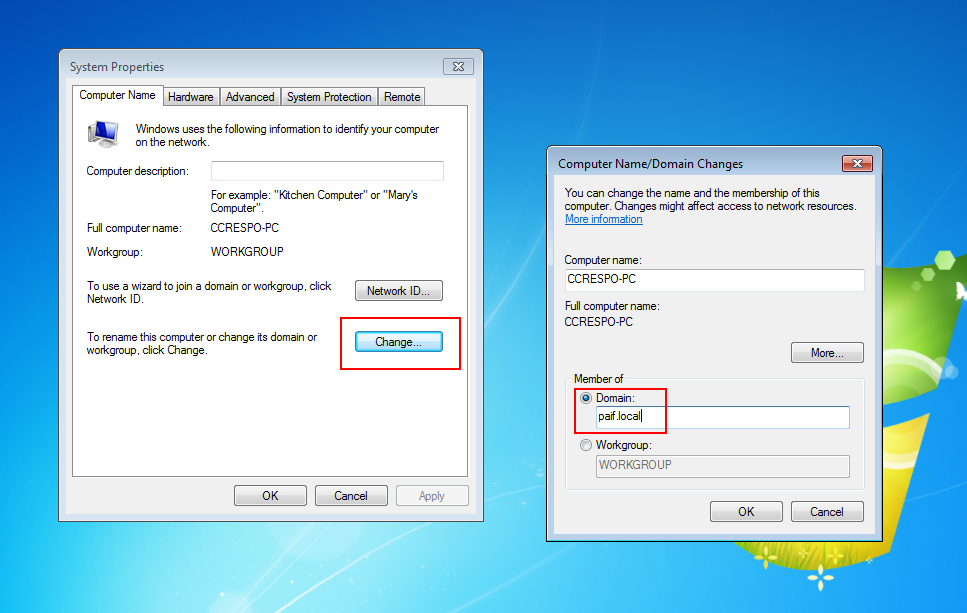 System Properties
Computer Name Hardware Advanced System Protection Remote
Windows uses the following information to identify your computer
on the network.
Computer description:
For example: "Kitchen Computer" or "Mary's
Computer".
Full computer name: CCRESPO-PC
Workgroup: WORKGROUP
To use a wizard to join a domain or workgroup, click
Network ID.
Network ID...
To rename this computer or change its domain or
workgroup, click Change.
Change...
OK Cancel Apply
Computer Name/Domain Changes
You can change the name and the membership of this
computer. Changes might affect access to network resources.
More information
Computer name:
CCRESPO-PC
Full computer name:
CCRESPO-PC
More...
Member of
Domain:
paif.local
Workgroup:
WORKGROUP
OK Cancel